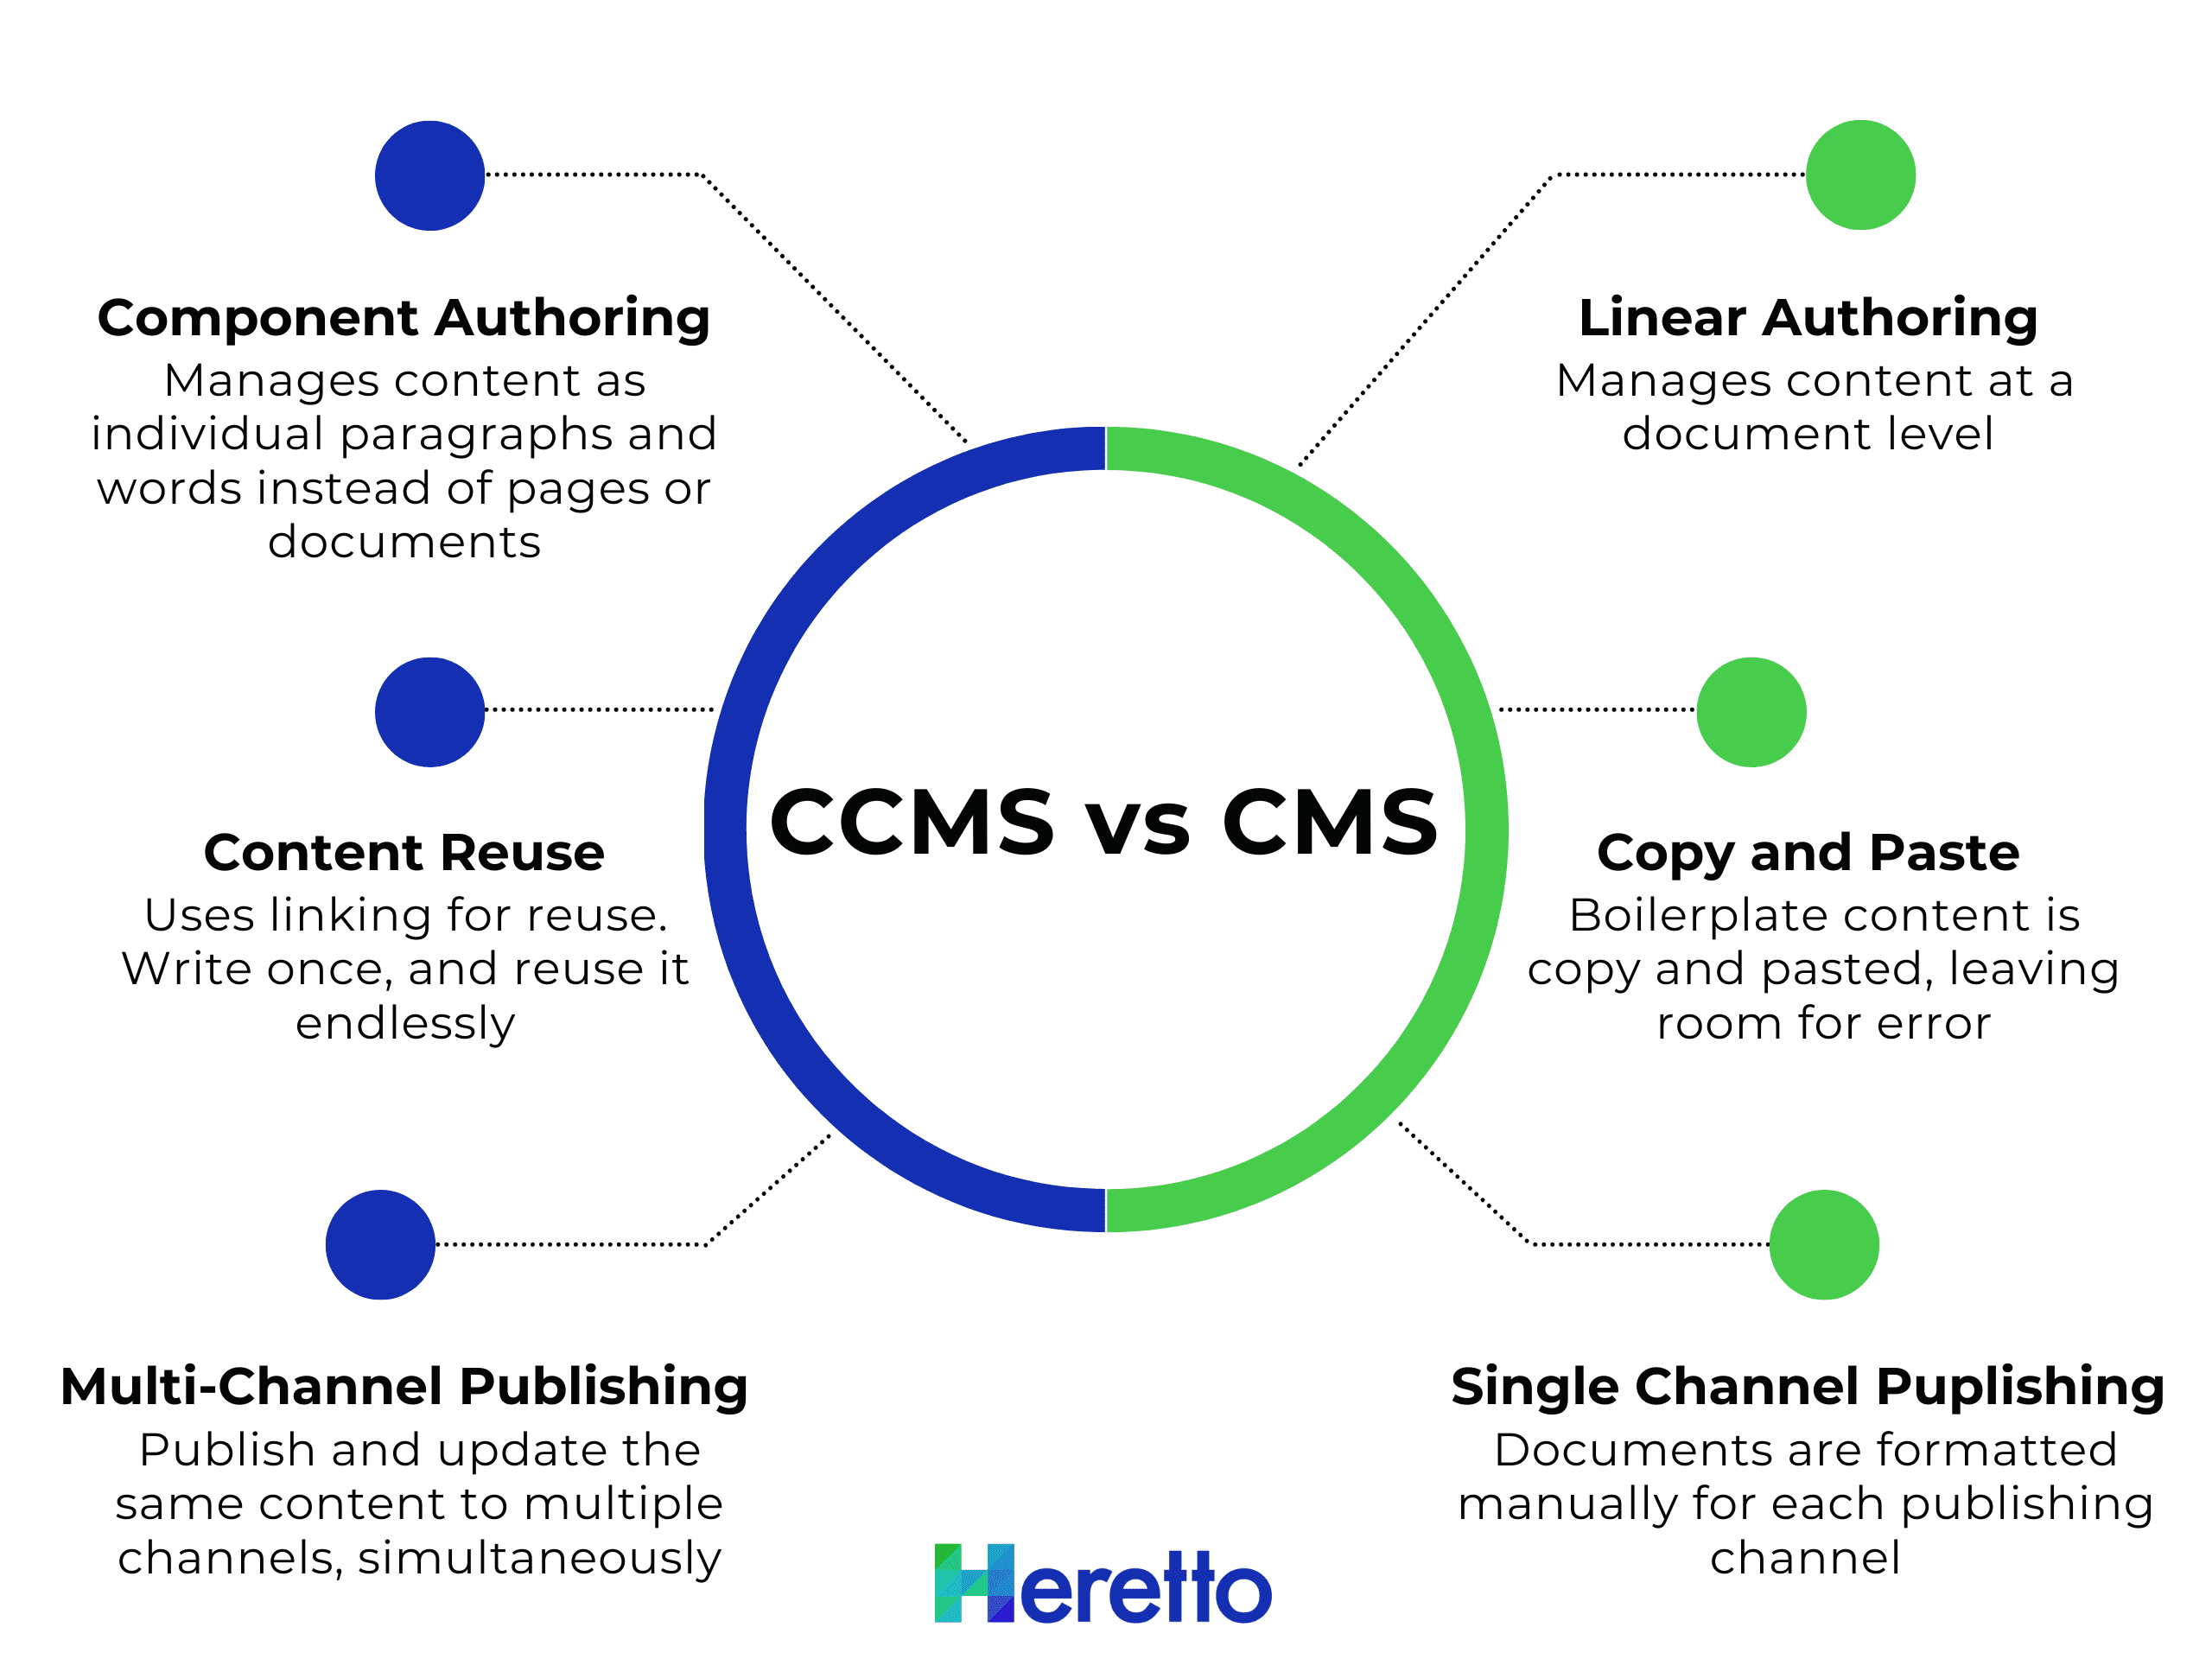 Component Authoring
Manages content as
individual paragraphs and
words instead of pages or
documents
Content Reuse
Uses linking for reuse.
Write once, and reuse it
endlessly
Multi-Channel Publishing
Publish and update the
same content to multiple
channels, simultaneously
CCMS vs CMS
Linear Authoring
Manages content at a
document level
Copy and Paste
Boilerplate content is
copy and pasted, leaving
room for error
Single Channel Puplishing
Documents are formatted
manually for each publishing
channel
Heretto